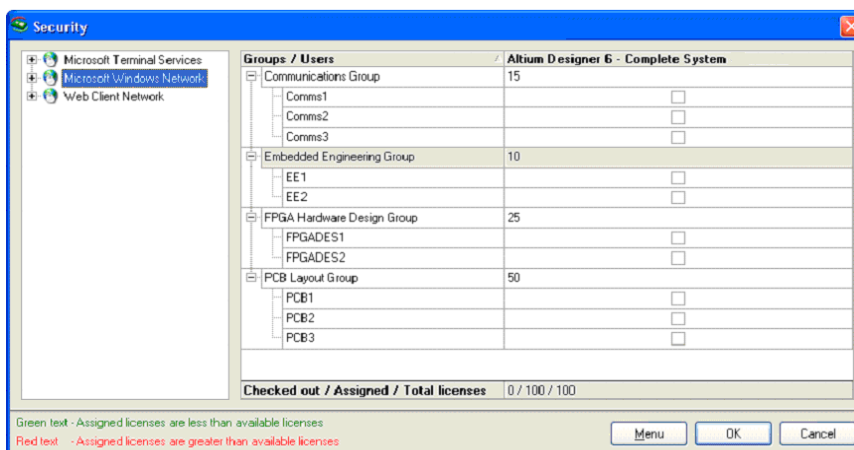 Security
Microsoft Terminal Services
Microsoft Windows Network
Web Client Network
Groups / Users Altium Designer 6 - Complete System
Communications Group 15
Comms1
Comms2
Comms3
Embedded Engineering Group 10
EE1
EE2
FPGA Hardware Design Group 25
FPGADES1
FPGADES2
PCB Layout Group 50
PCB1
PCB2
PCB3
Checked out / Assigned / Total licenses 0 / 100 / 100
Green text - Assigned licenses are less than available licenses
Red text - Assigned licenses are greater than available licenses
Menu OK Cancel